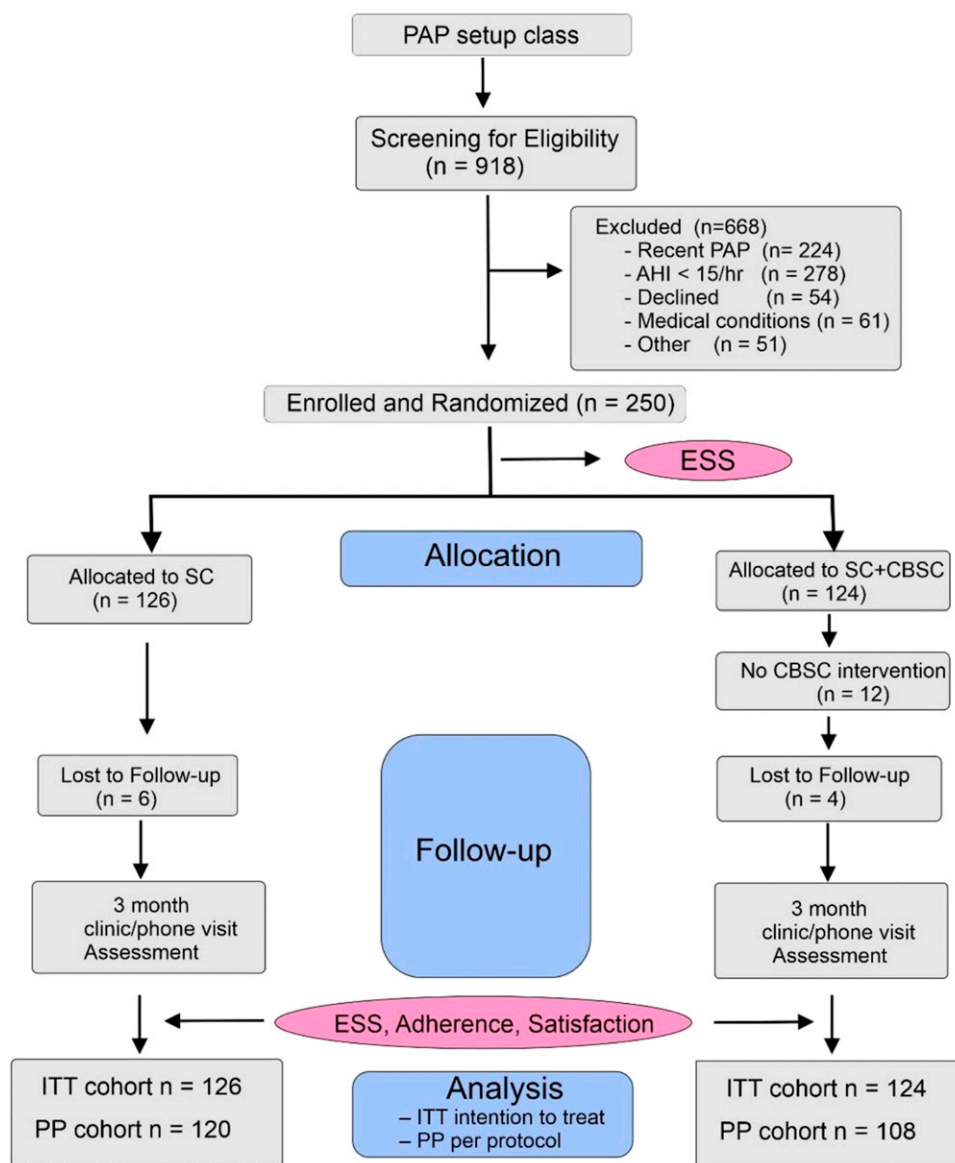 PAP setup class
Screening for Eligibility
(n = 918)
Excluded (n=668)
- Recent PAP (n= 224)
- AHI < 15/hr (n = 278)
- Declined (n = 54)
- Medical conditions (n = 61)
- Other (n = 51)
Enrolled and Randomized (n = 250)
ESS
Allocation
Allocated to SC
(n = 126)
Allocated to SC+CBSC
(n = 124)
No CBSC intervention
(n = 12)
Lost to Follow-up
(n = 6)
Follow-up
Lost to Follow-up
(n = 4)
3 month
clinic/phone visit
Assessment
3 month
clinic/phone visit
Assessment
ESS, Adherence, Satisfaction
ITT cohort n = 126
PP cohort n = 120
Analysis
– ITT intention to treat
– PP per protocol
ITT cohort n = 124
PP cohort n = 108